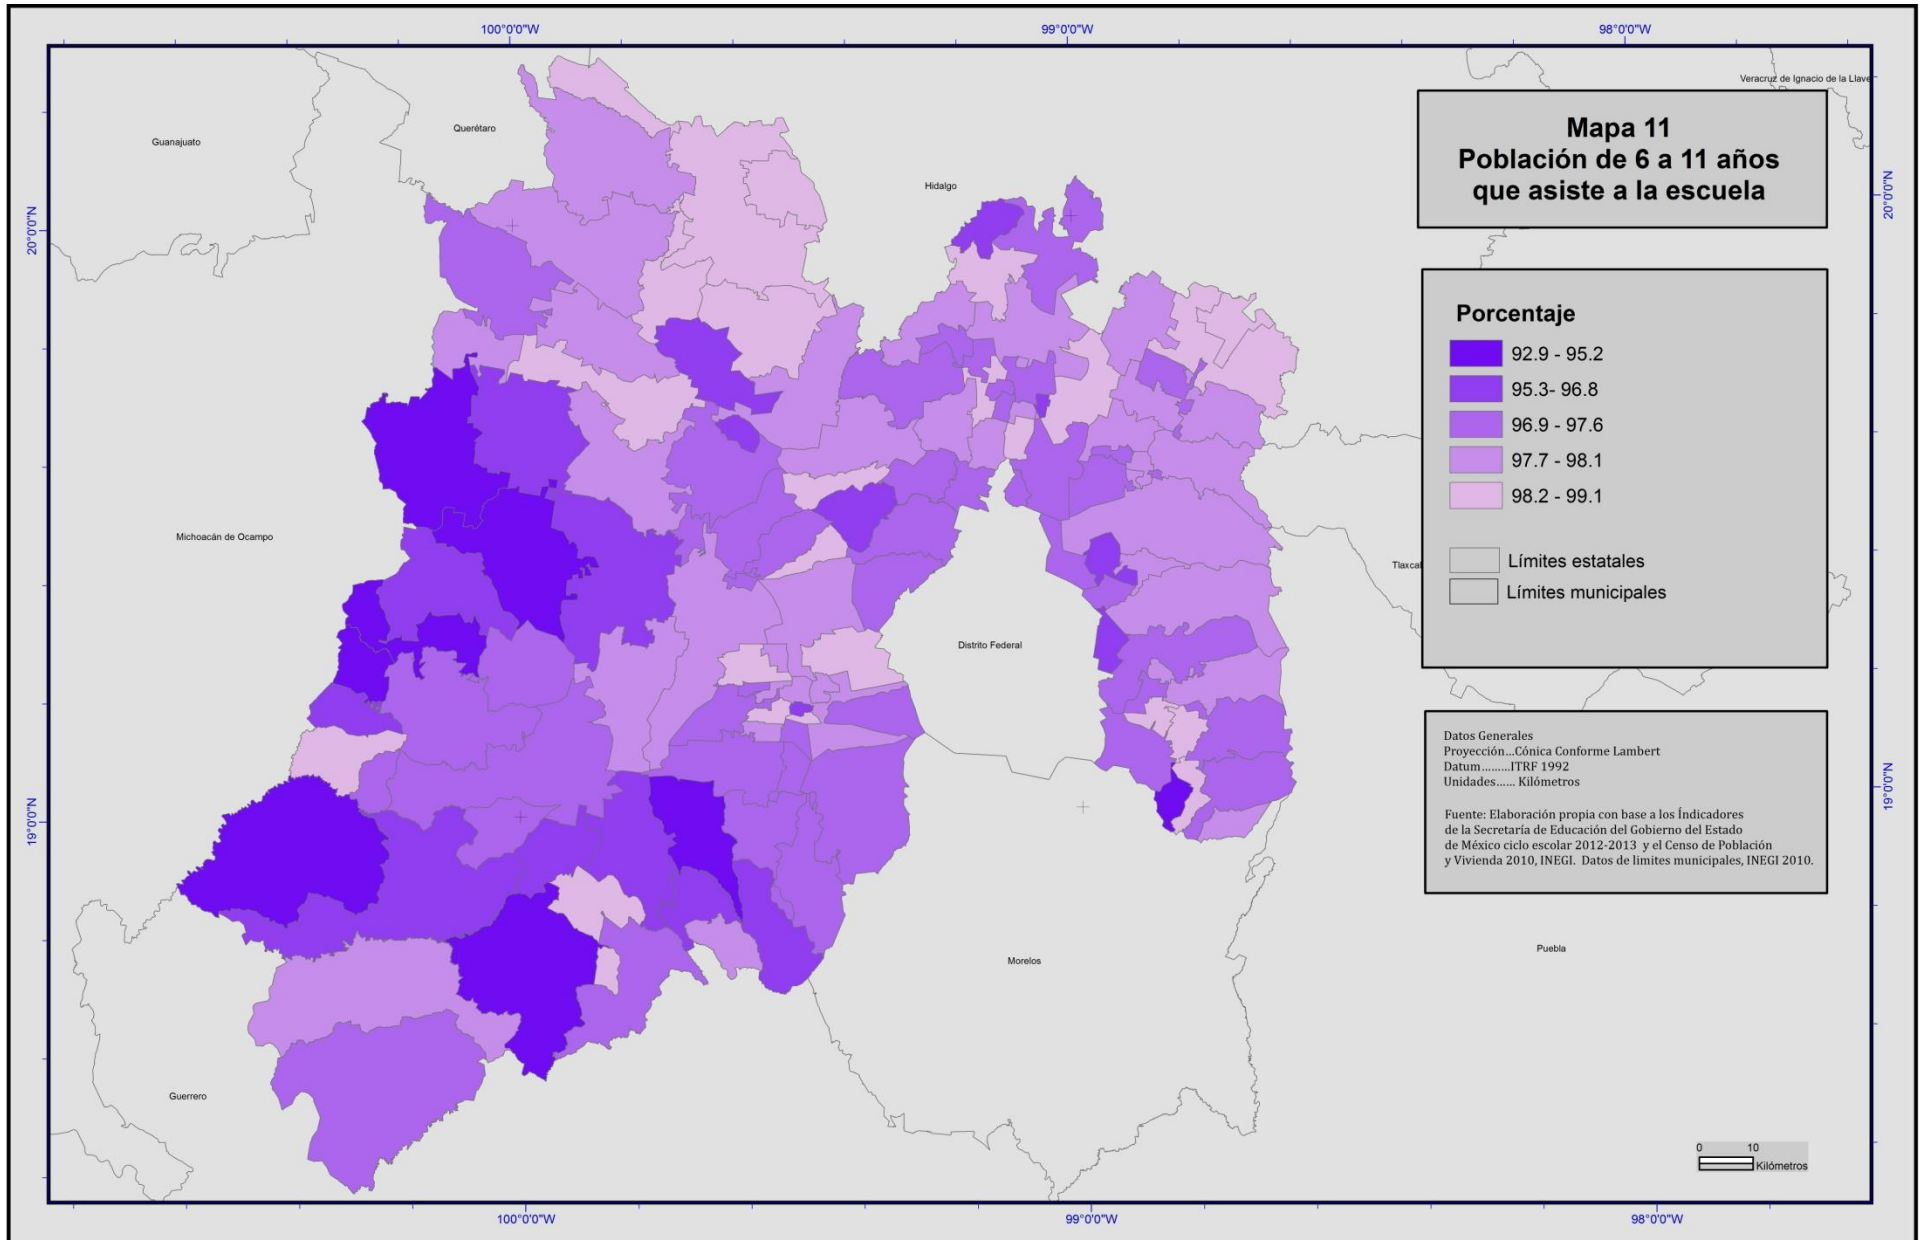 100°0'0"W
99°0'0"W
98°0'0"W
Veracruz de Ignacio de la Llave
Guanajuato
Querétaro
Hidalgo
20°0'0"N
20°0'0"N
Mapa 11
Población de 6 a 11 años
que asiste a la escuela
Porcentaje
92.9 - 95.2
95.3- 96.8
96.9 - 97.6
97.7 - 98.1
98.2 - 99.1
Límites estatales
Límites municipales
Michoacán de Ocampo
Tlaxcal
Distrito Federal
Datos Generales
Proyección...Cónica Conforme Lambert
Datum.........ITRF 1992
Unidades...... Kilómetros
Fuente: Elaboración propia con base a los Índicadores
de la Secretaría de Educación del Gobierno del Estado
de México ciclo escolar 2012-2013 y el Censo de Población
y Vivienda 2010, INEGI. Datos de limites municipales, INEGI 2010.
19°0'0"N
19°0'0"N
Puebla
Morelos
Guerrero
0 10
Kilómetros
100°0'0"W
99°0'0"W
98°0'0"W